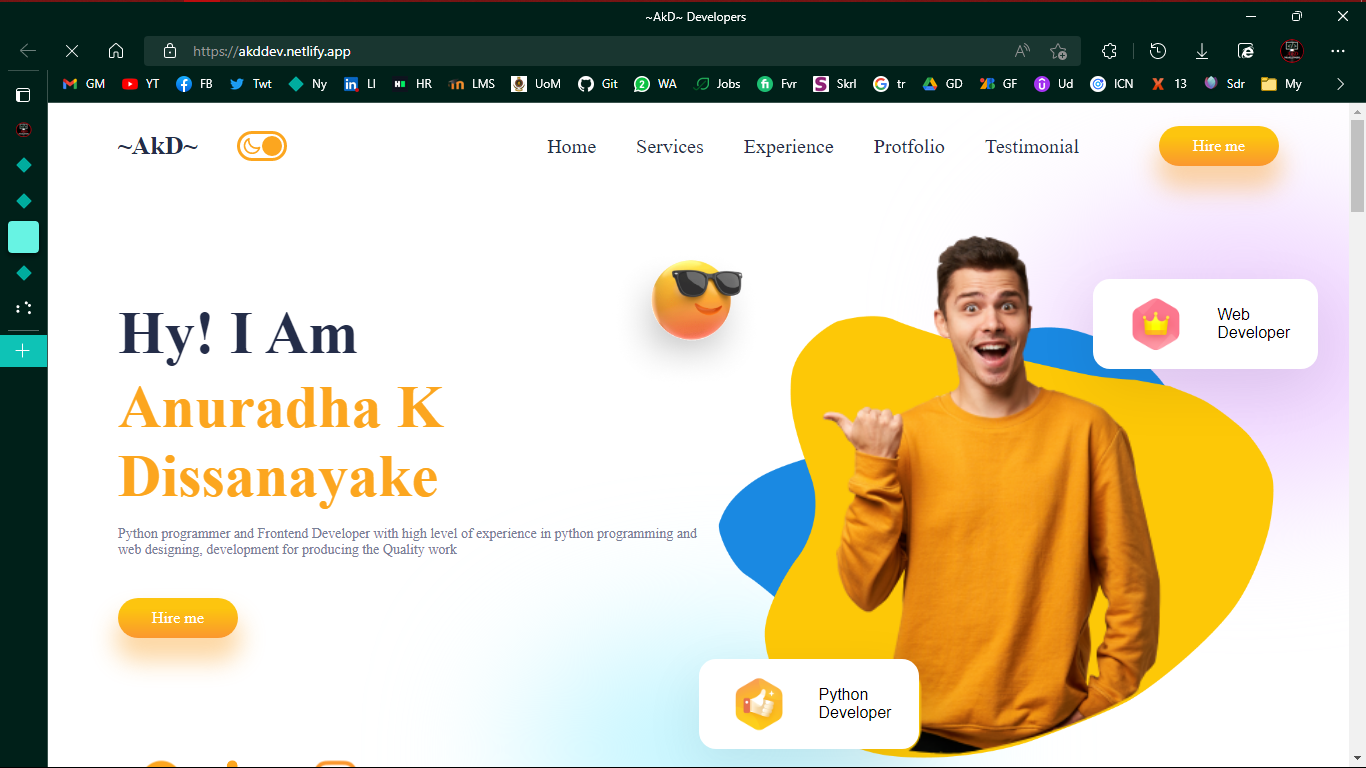 ~AkD~ Developers
https://akddev.netlify.app
GM YT FB Twt Ny LI HR LMS UoM Git WA Jobs Fvr Skrl tr GD GF Ud ICN 13 Sdr My
~AkD~
Home Services Experience Protfolio Testimonial
Hire me
Hy! I Am
Anuradha K
Dissanayake
Python programmer and Frontend Developer with high level of experience in python programming and
web designing, development for producing the Quality work
Hire me
Web
Developer
Python
Developer